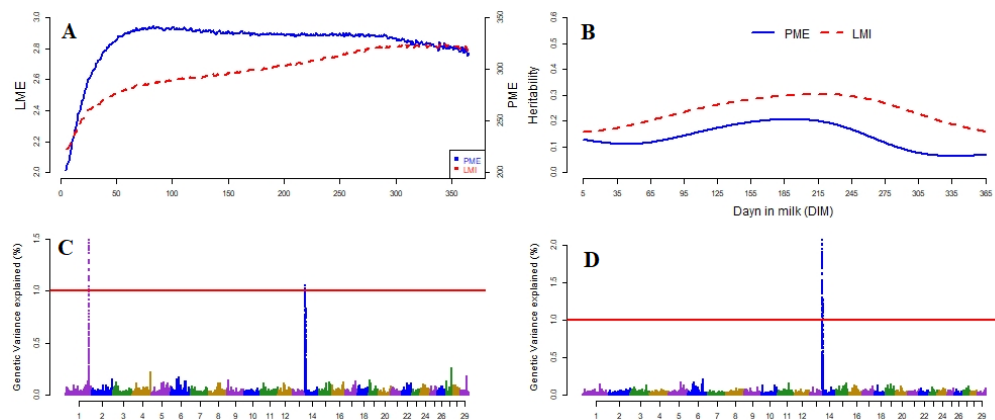 A
LME
3.0
2.8
2.6
2.4
2.2
2.0
350
300
250
200
PME
PME
LMI
0 50 100 150 200 250 300 350
B
PME LMI
Heritability
0.6
0.5
0.4
0.3
0.2
0.1
0.0
5 35 65 95 125 155 185 215 245 275 305 335 365
Dayn in milk (DIM)
C
Genetic Variance explained (%)
1.5
1.0
0.5
0.0
1 2 3 4 5 6 7 8 9 10 11 12 14 16 18 20 22 24 26 29
D
Genetic Variance explained (%)
2.0
1.5
1.0
0.5
0.0
1 2 3 4 5 6 7 8 9 10 11 12 14 16 18 20 22 24 26 29